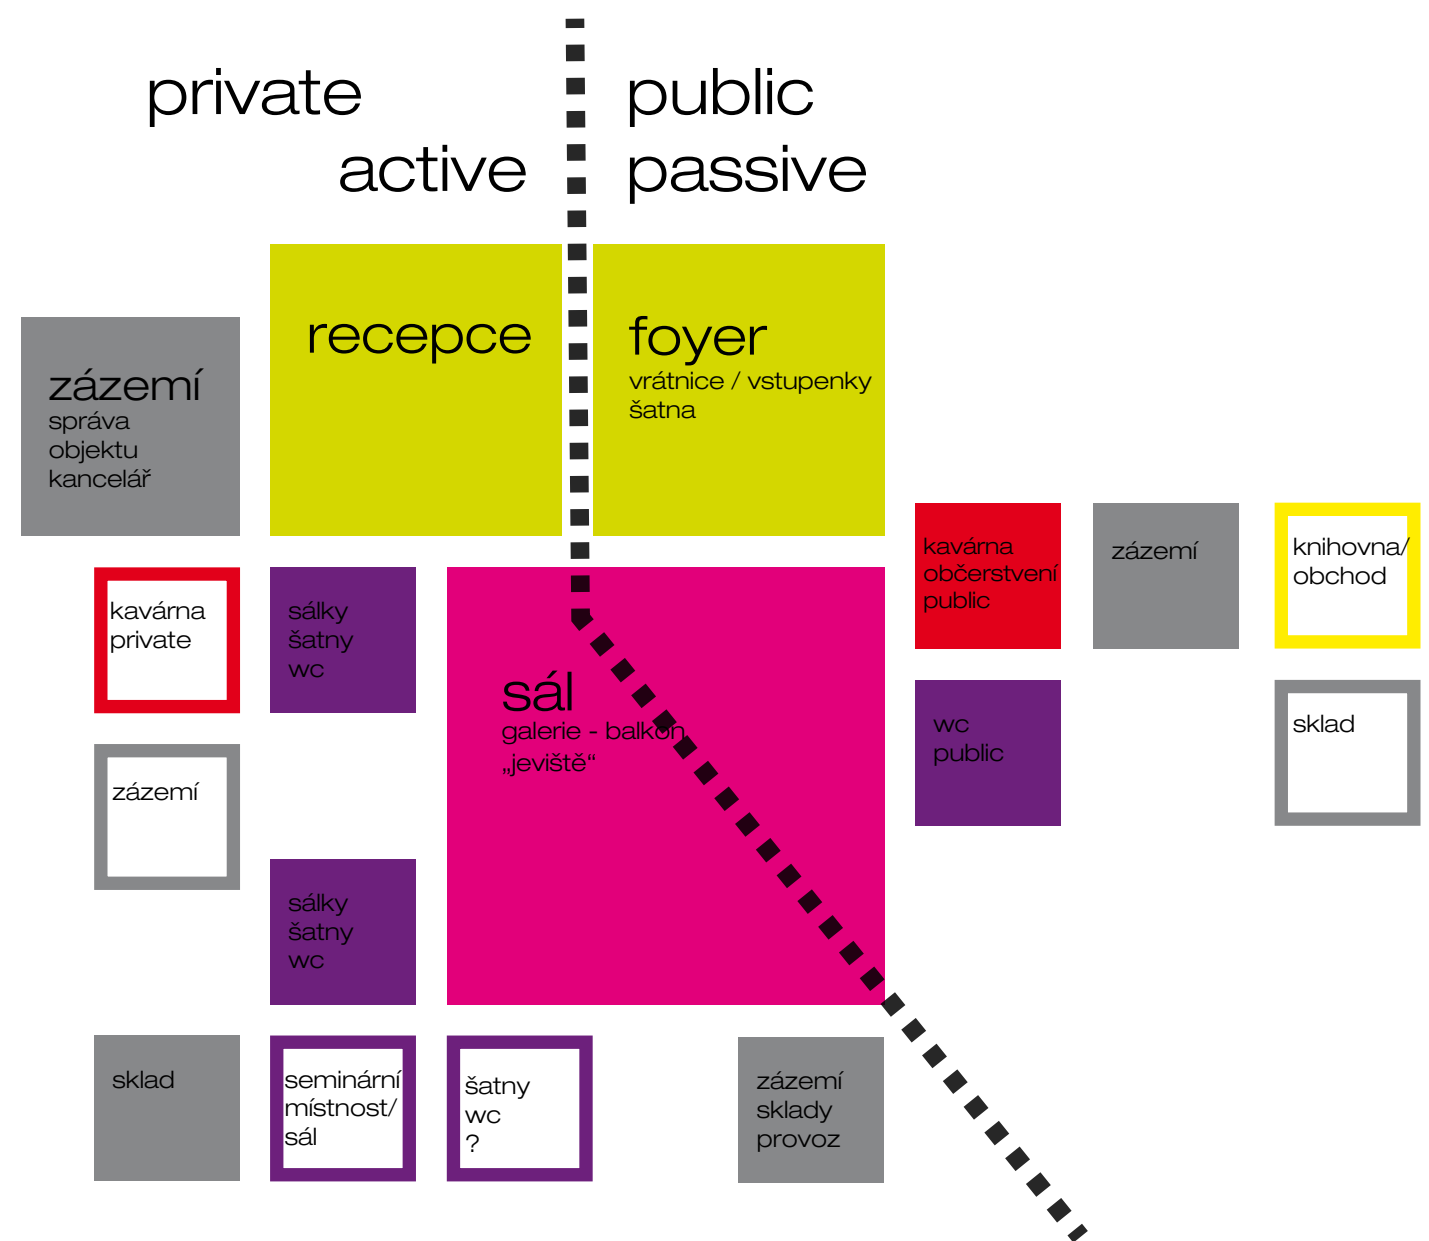 private
public
active
passive
recepce
foyer
vrátnice / vstupenky
šatna
zázemí
správa
objektu
kancelář
kavárna
občerstvení
public
zázemí
knihovna/
obchod
kavárna
private
sálky
šatny
wc
sál
galerie - balkón
„jeviště“
wc
public
sklad
zázemí
sálky
šatny
wc
sklad
seminární
místnost/
sál
šatny
wc
?
zázemí
sklady
provoz